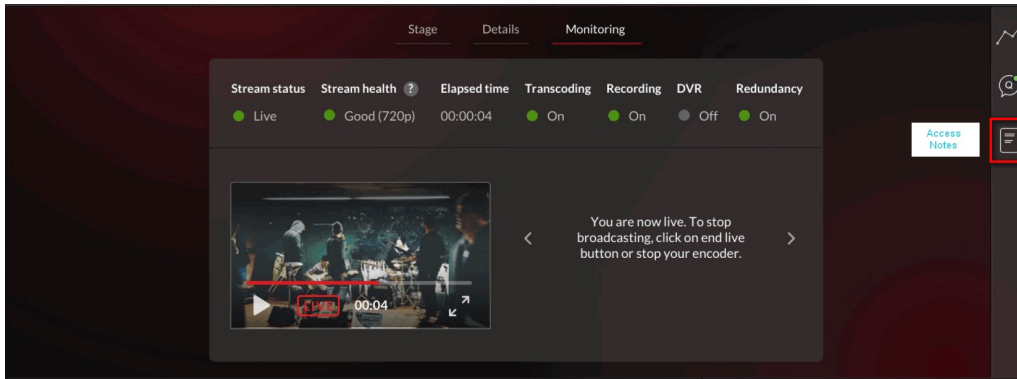 Stage Details Monitoring
Stream status Stream health ? Elapsed time Transcoding Recording DVR Redundancy
Live Good (720p) 00:00:04 On On Off On
Access
Notes
You are now live. To stop
broadcasting, click on end live
button or stop your encoder.
00:04
Q